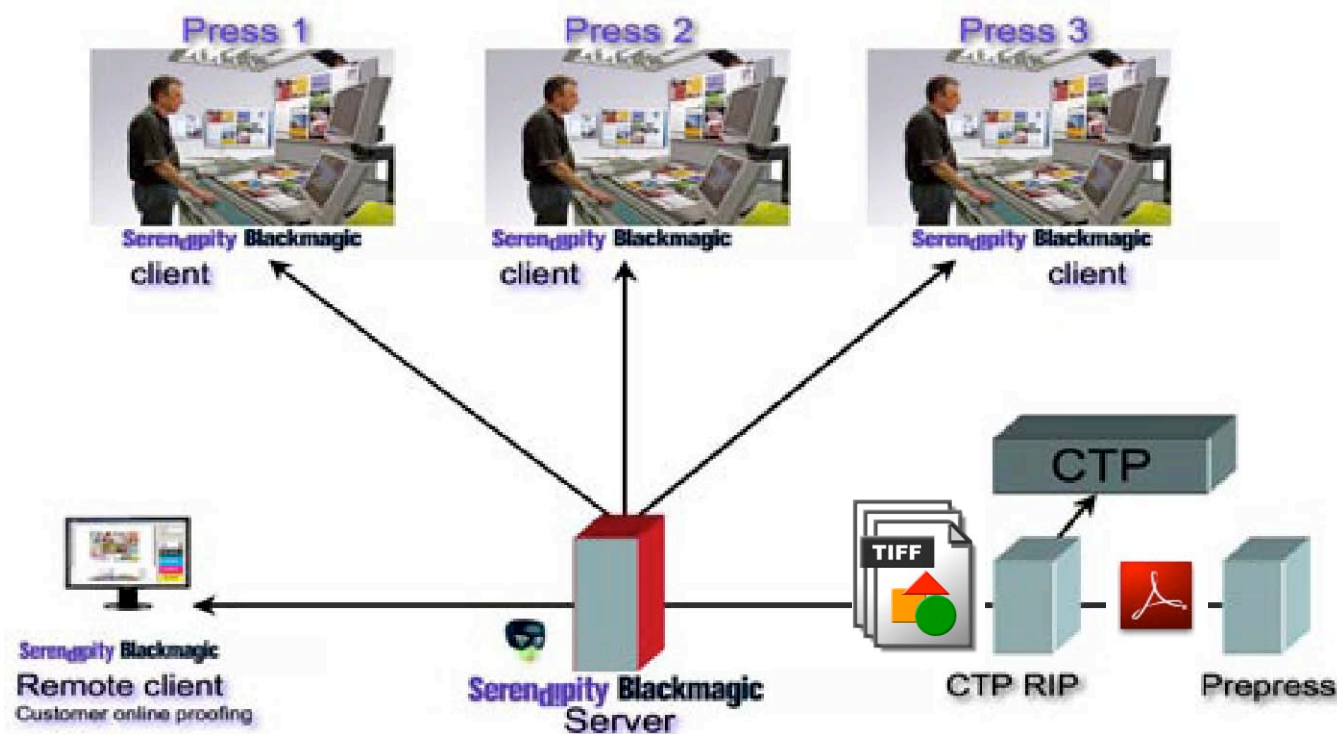 Press 1
Press 2
Press 3
Serendipity Blackmagic
client
Serendipity Blackmagic
client
Serendipity Blackmagic
client
CTP
TIFF
Serendipity Blackmagic
Remote client
Customer online proofing
Serendipity Blackmagic
Server
CTP RIP
Prepress